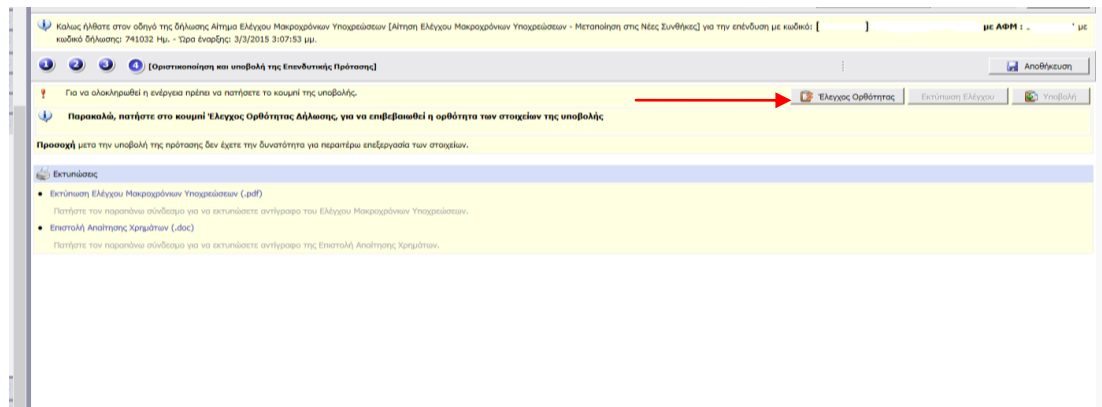 Καλως ήλθατε στον οδηγό της δήλωσης Αίτημα Ελέγχου Μακροχρόνιων Υποχρεώσεων [Αίτηση Ελέγχου Μακροχρόνιων Υποχρεώσεων - Μεταποίηση στις Νέες Συνθήκες] για την επένδυση με κωδικό: [ ] με ΑΦΜ : . ' με
κωδικό δήλωσης: 741032 Ημ. - Ώρα έναρξης: 3/3/2015 3:07:53 μμ.
1 2 3 4 [Οριστικοποίηση και υποβολή της Επενδυτικής Πρότασης] Αποθήκευση
Για να ολοκληρωθεί η ενέργεια πρέπει να πατήσετε το κουμπί της υποβολής. Έλεγχος Ορθότητας Εκτύπωση Ελέγχου Υποβολή
Παρακαλώ, πατήστε στο κουμπί 'Ελεγχος Ορθότητας Δήλωσης, για να επιβεβαιωθεί η ορθότητα των στοιχείων της υποβολής
Προσοχή μετα την υποβολή της πρότασης δεν έχετε την δυνατότητα για περαιτέρω επεξεργασία των στοιχείων.
Εκτυπώσεις
Εκτύπωση Ελέγχου Μακροχρόνιων Υποχρεώσεων (.pdf)
Πατήστε τον παραπάνω σύνδεσμο για να εκτυπώσετε αντίγραφο του Ελέγχου Μακροχρόνιων Υποχρεώσεων.
Επιστολή Απαίτησης Χρημάτων (.doc)
Πατήστε τον παραπάνω σύνδεσμο για να εκτυπώσετε αντίγραφο της Επιστολή Απαίτησης Χρημάτων.